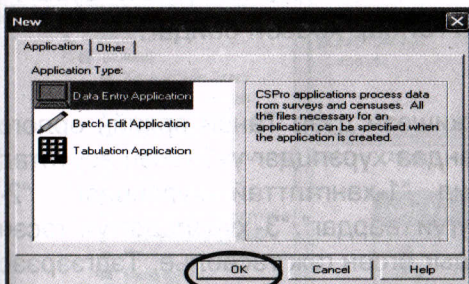 New
Application
Other
Application Type:
Data Entry Application
Batch Edit Application
Tabulation Application
CSPro applications process data
from surveys and censuses. All
the files necessary for an
application can be specified when
the application is created.
OK
Cancel
Help